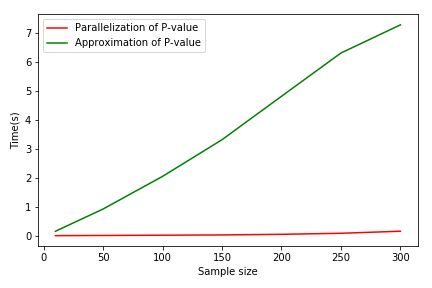 Parallelization of P-value
Approximation of P-value
Time(s)
7
6
5
4
3
2
1
0
0 50 100 150 200 250 300
Sample size